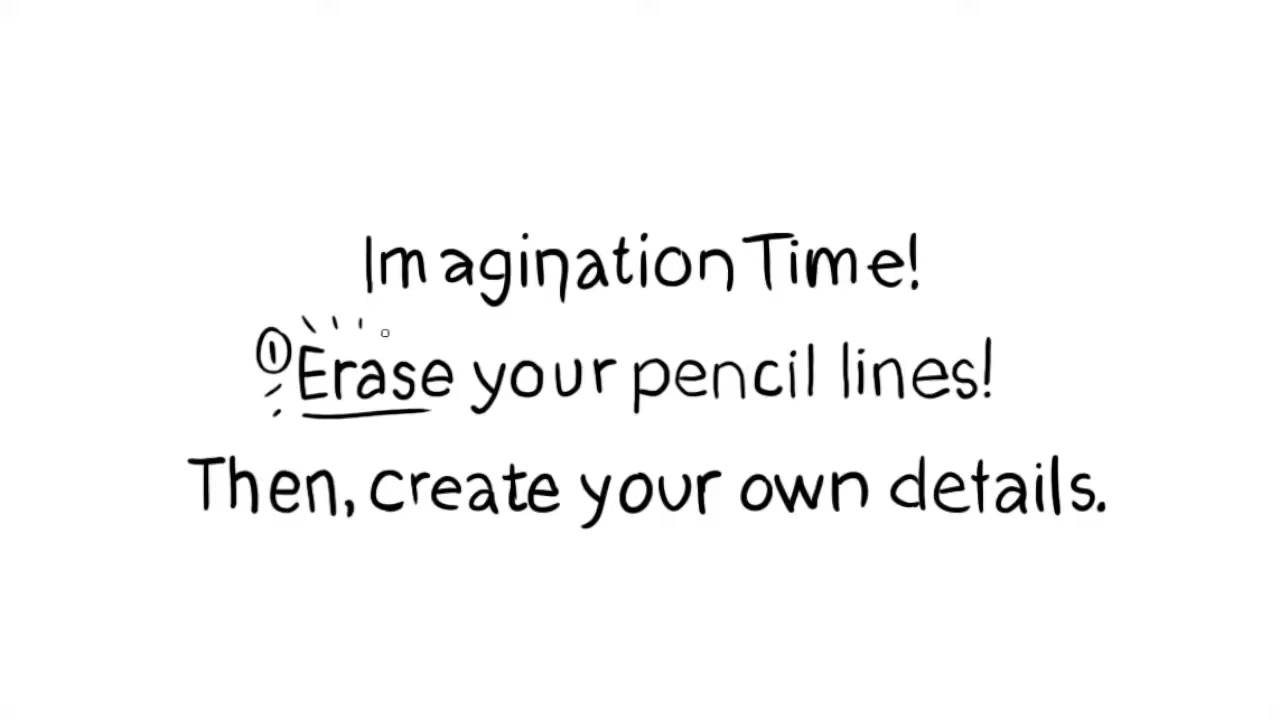 Imagination Time!
① Erase your pencil lines!
Then, create your own details.